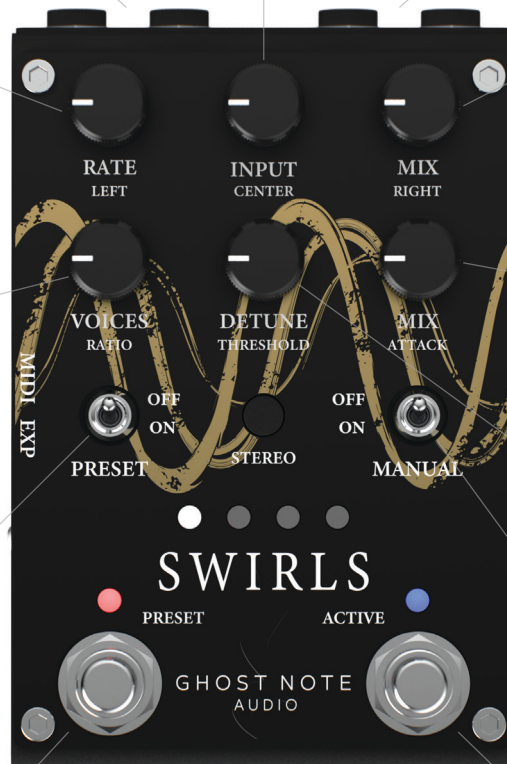 RATE
LEFT
INPUT
CENTER
MIX
RIGHT
VOICES
RATIO
DETUNE
THRESHOLD
MIX
ATTACK
MIDI EXP
OFF
ON
PRESET
STEREO
OFF
ON
MANUAL
SWIRLS
PRESET
ACTIVE
GHOST NOTE
AUDIO